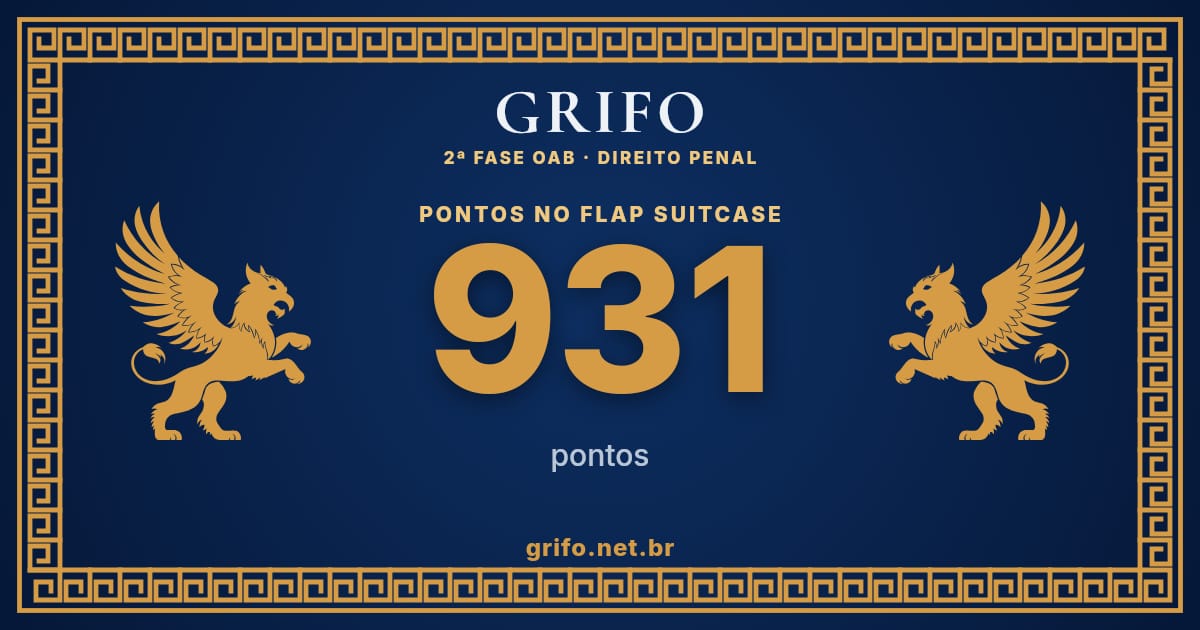 GRIFO
2ª FASE OAB · DIREITO PENAL
PONTOS NO FLAP SUITCASE
931
pontos
grifo.net.br